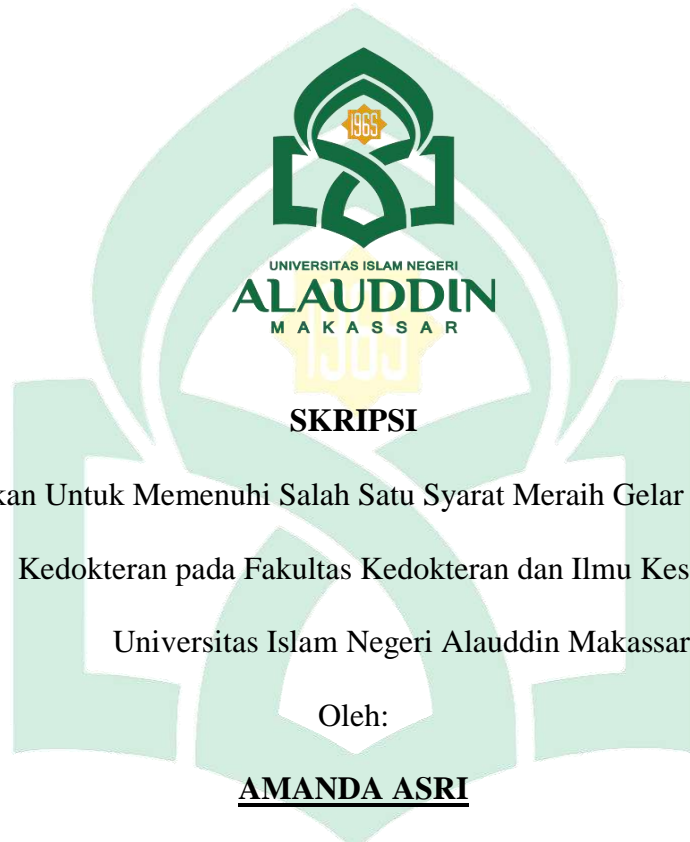 1965
UNIVERSITAS ISLAM NEGERI
ALAUDDIN
MAKASSAR
1965
SKRIPSI
kan Untuk Memenuhi Salah Satu Syarat Meraih Gelar
Kedokteran pada Fakultas Kedokteran dan Ilmu Kes
Universitas Islam Negeri Alauddin Makassar
Oleh:
AMANDA ASRI